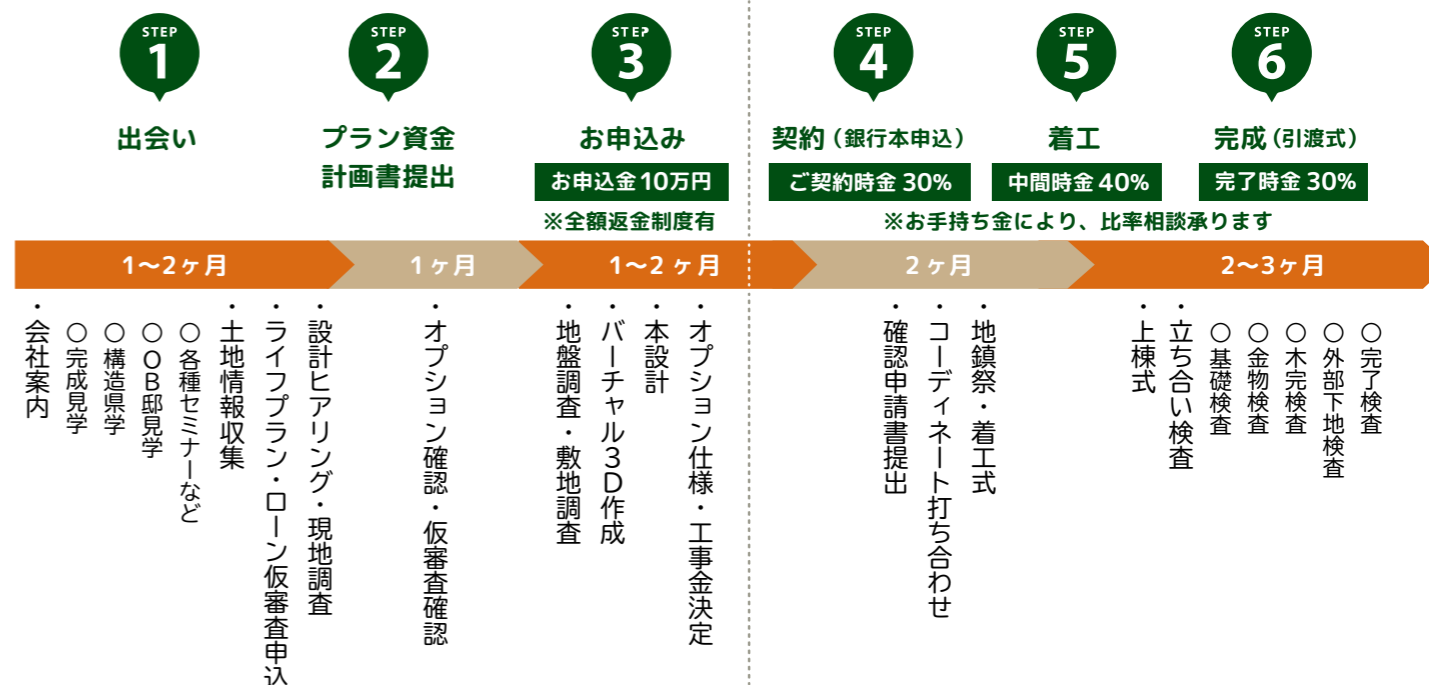 STEP
1
出会い
STEP
2
プラン資金
計画書提出
STEP
3
お申込み
お申込金10万円
※全額返金制度有
STEP
4
契約（銀行本申込）
ご契約時金 30%
STEP
5
着工
中間時金 40%
STEP
6
完成（引渡式）
完了時金 30%
※お手持ち金により、比率相談承ります
1〜2ヶ月
1ヶ月
1〜2ヶ月
2ヶ月
2〜3ヶ月
・会社案内
〇完成見学
〇構造県学
〇OB邸見学
〇各種セミナーなど
・土地情報収集
・ライフプラン・ローン仮審査申込
・設計ヒアリング・現地調査
・オプション確認・仮審査確認
・地盤調査・敷地調査
・バーチャル3D作成
・本設計
・オプション仕様・工事金決定
・確認申請書提出
・コーディネート打ち合わせ
・地鎮祭・着工式
・上棟式
・立ち合い検査
〇基礎検査
〇金物検査
〇木完検査
〇外部下地検査
〇完了検査